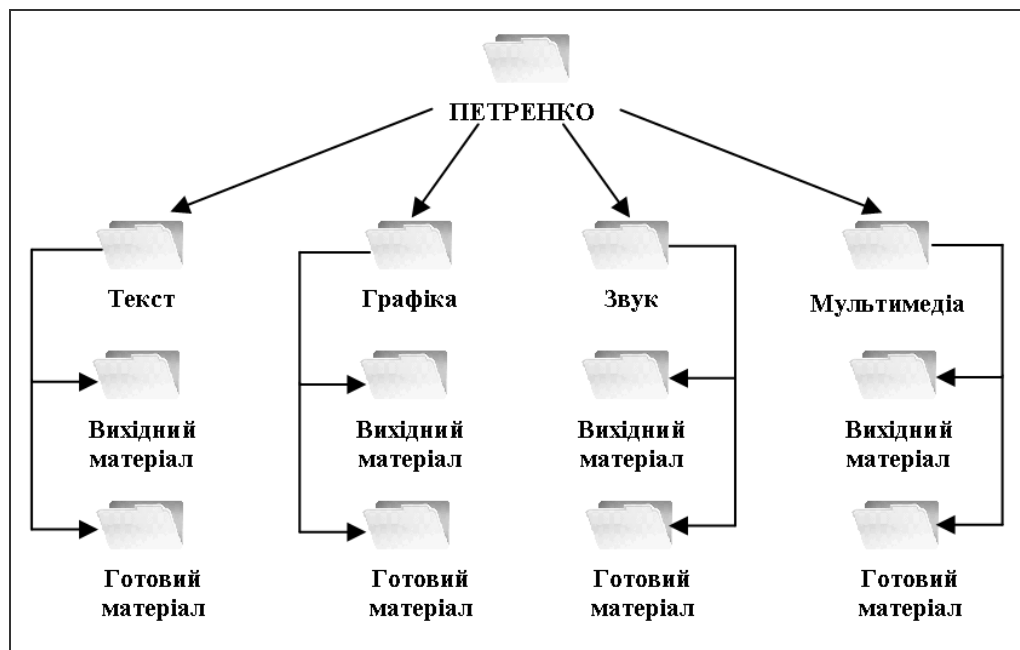 ПЕТРЕНКО
Текст
Графіка
Звук
Мультимедіа
Вихідний
матеріал
Вихідний
матеріал
Вихідний
матеріал
Вихідний
матеріал
Готовий
матеріал
Готовий
матеріал
Готовий
матеріал
Готовий
матеріал